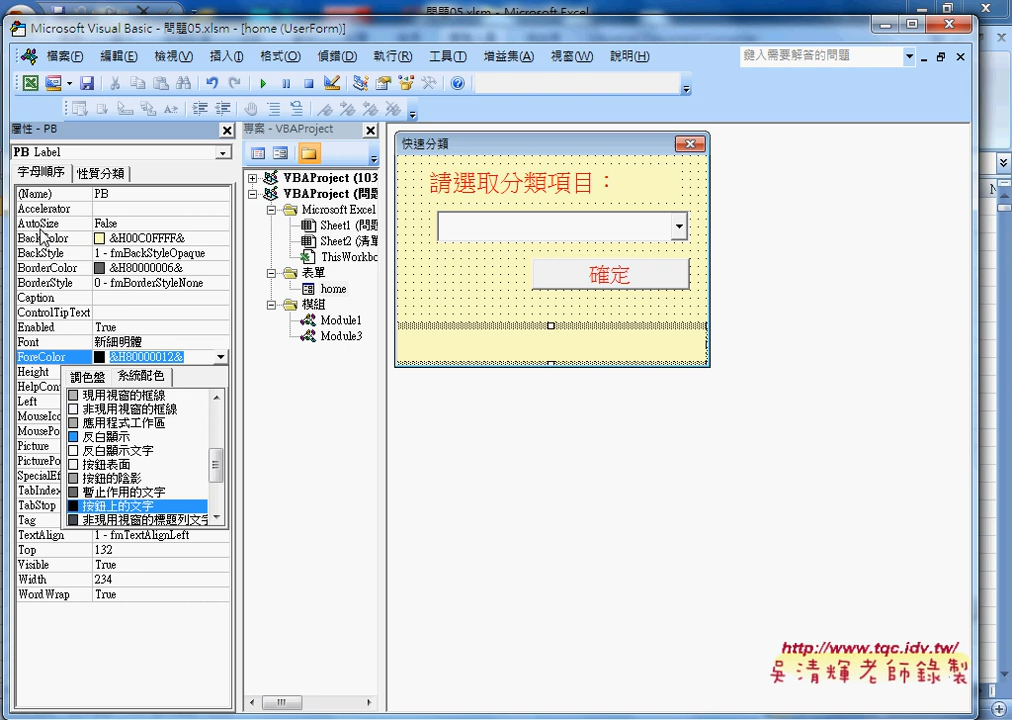 問題05.xlsm - Microsoft Excel
Microsoft Visual Basic - 問題05.xlsm - [home (UserForm)]
檔案(F) 編輯(E) 檢視(V) 插入(I) 格式(O) 偵錯(D) 執行(R) 工具(T) 增益集(A) 視窗(W) 說明(H) 鍵入需要解答的問題
屬性 - PB
PB Label
字母順序 性質分類
(Name) PB
Accelerator
AutoSize False
BackColor &H00C0FFFF&
BackStyle 1 - fmBackStyleOpaque
BorderColor &H80000006&
BorderStyle 0 - fmBorderStyleNone
Caption
ControlTipText
Enabled True
Font 新細明體
ForeColor &H80000012&
Height
HelpCon
Left
MouseIco
MousePo
Picture
PicturePo
SpecialEf
TabIndex
TabStop
Tag
調色盤 系統配色
現用視窗的框線
非現用視窗的框線
應用程式工作區
反白顯示
反白顯示文字
按鈕表面
按鈕的陰影
暫止作用的文字
按鈕上的文字
非現用視窗的標題列文字
TextAlign 1 - fmTextAlignLeft
Top 132
Visible True
Width 234
WordWrap True
專案 - VBAProject
VBAProject (103
VBAProject (問題
Microsoft Excel
Sheet1 (問題
Sheet2 (清單
ThisWorkbo
表單
home
模組
Module1
Module3
快速分類
請選取分類項目：
確定
http://www.tqc.idv.tw/
吳清輝老師錄製